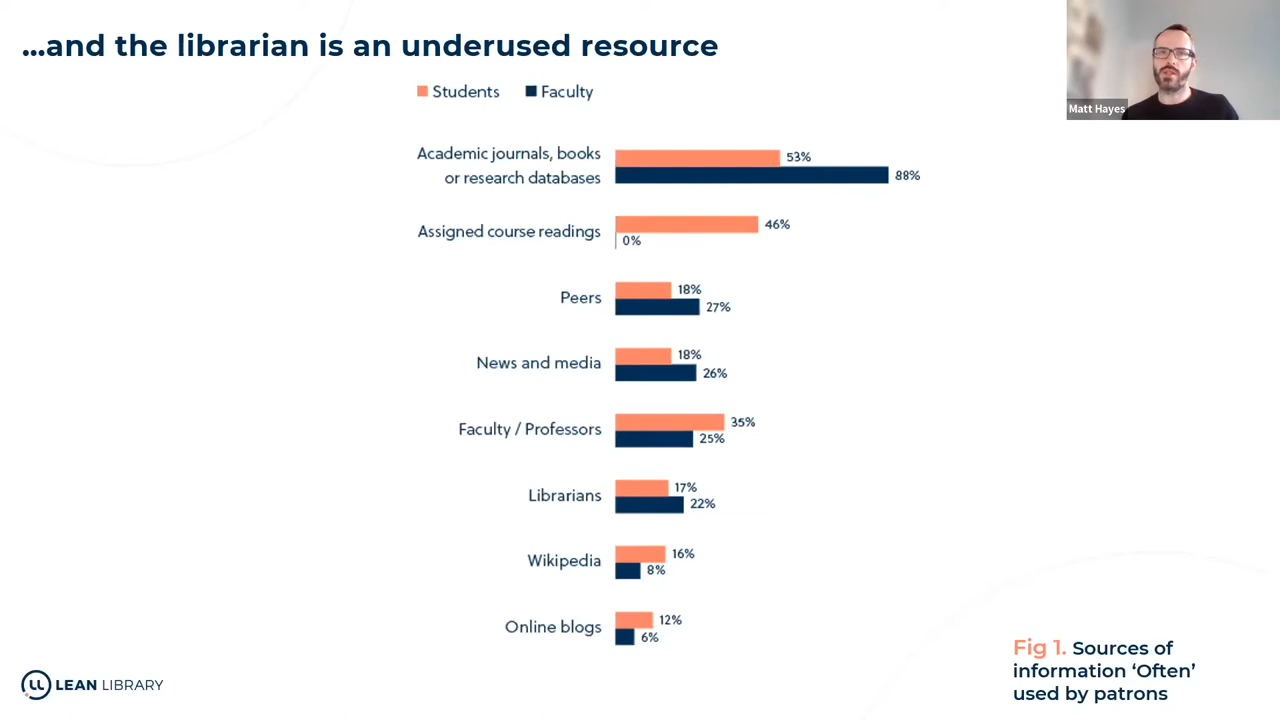 ...and the librarian is an underused resource
Matt Hayes
Students Faculty
Academic journals, books
or research databases
53%
88%
Assigned course readings
46%
0%
Peers
18%
27%
News and media
18%
26%
Faculty / Professors
35%
25%
Librarians
17%
22%
Wikipedia
16%
8%
Online blogs
12%
6%
Fig 1. Sources of
information ‘Often’
used by patrons
LL LEAN LIBRARY